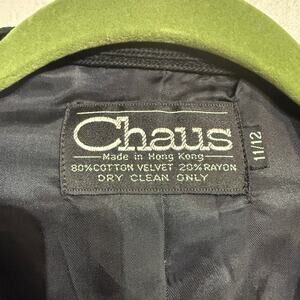 Chaus
Made in Hong Kong
80%COTTON VELVET 20%RAYON
DRY CLEAN ONLY
11/12